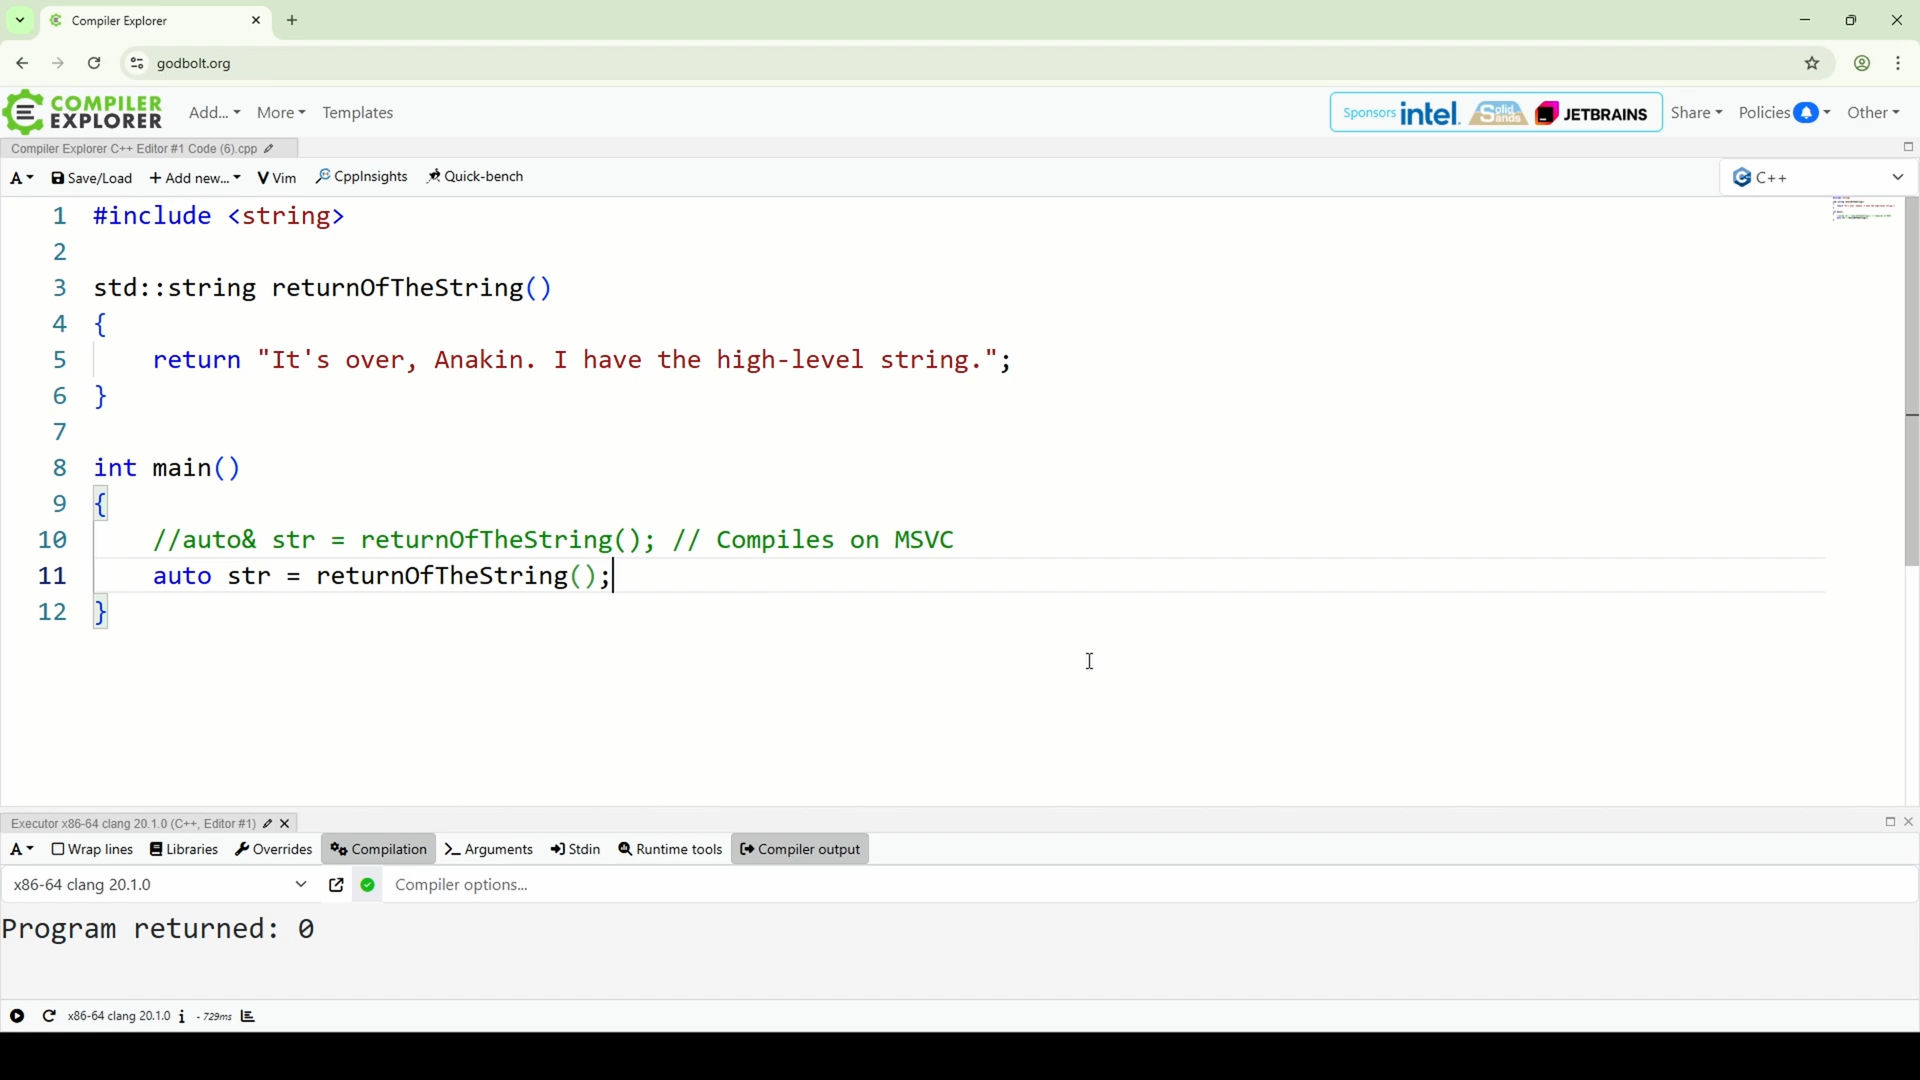 Compiler Explorer
godbolt.org
COMPILER
EXPLORER
Add...
More
Templates
Sponsors intel. Solid Sands JETBRAINS
Share
Policies
Other
Compiler Explorer C++ Editor #1 Code (6).cpp
A
Save/Load
+ Add new...
V Vim
CppInsights
Quick-bench
C++
1 #include <string>
2
3 std::string returnOfTheString()
4 {
5     return "It's over, Anakin. I have the high-level string.";
6 }
7
8 int main()
9 {
10     //auto& str = returnOfTheString(); // Compiles on MSVC
11     auto str = returnOfTheString();
12 }
Executor x86-64 clang 20.1.0 (C++, Editor #1)
A
Wrap lines
Libraries
Overrides
Compilation
>_ Arguments
Stdin
Runtime tools
Compiler output
x86-64 clang 20.1.0
Compiler options...
Program returned: 0
x86-64 clang 20.1.0 i - 729ms